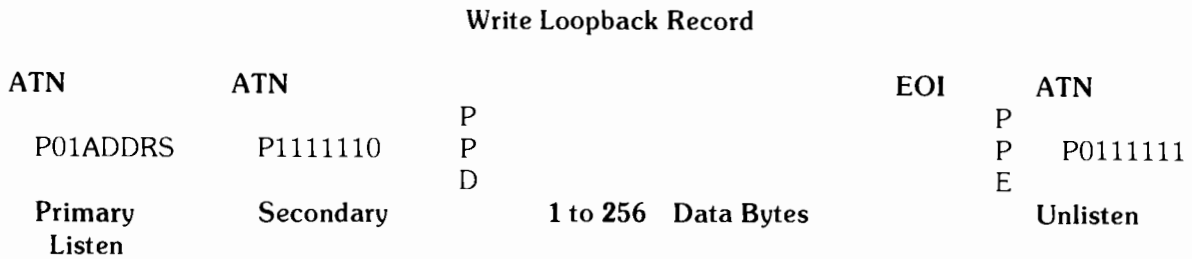 Write Loopback Record
ATN ATN EOI ATN
P P
P01ADDRS P1111110 P P P0111111
D E
Primary Secondary 1 to 256 Data Bytes Unlisten
Listen